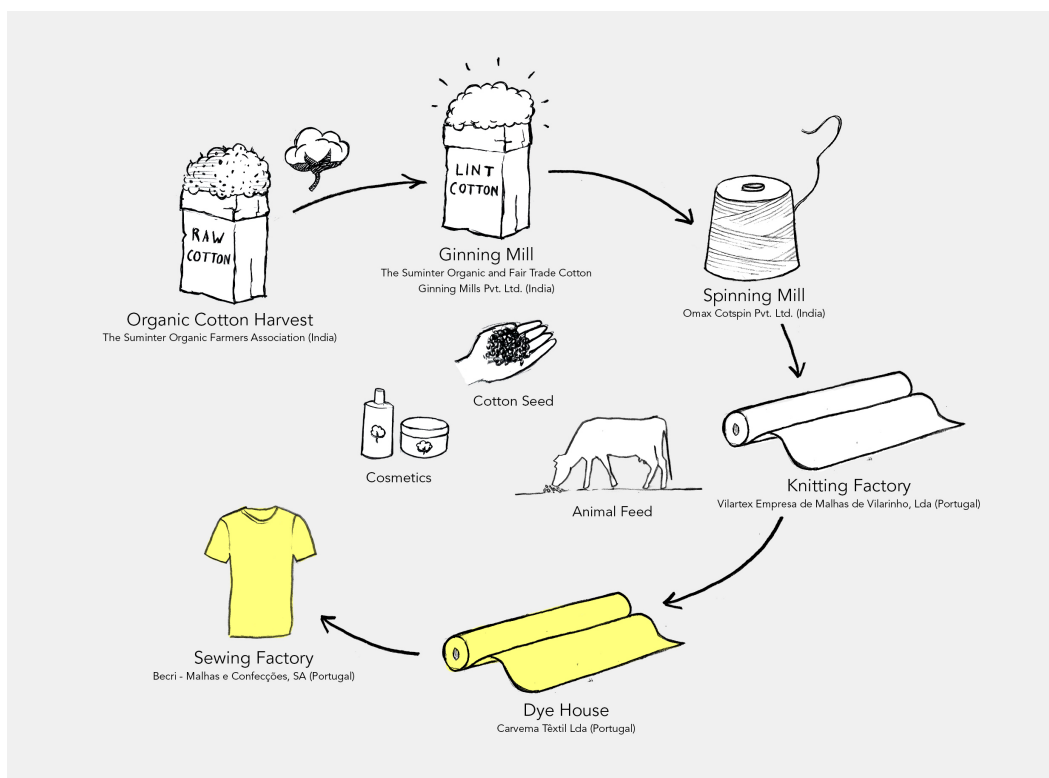 RAW
COTTON
Organic Cotton Harvest
The Suminter Organic Farmers Association (India)
LINT
COTTON
Ginning Mill
The Suminter Organic and Fair Trade Cotton
Ginning Mills Pvt. Ltd. (India)
Spinning Mill
Omax Cotspin Pvt. Ltd. (India)
Cotton Seed
Cosmetics
Animal Feed
Knitting Factory
Vilartex Empresa de Malhas de Vilarinho, Lda (Portugal)
Dye House
Carvema Têxtil Lda (Portugal)
Sewing Factory
Becri - Malhas e Confecções, SA (Portugal)